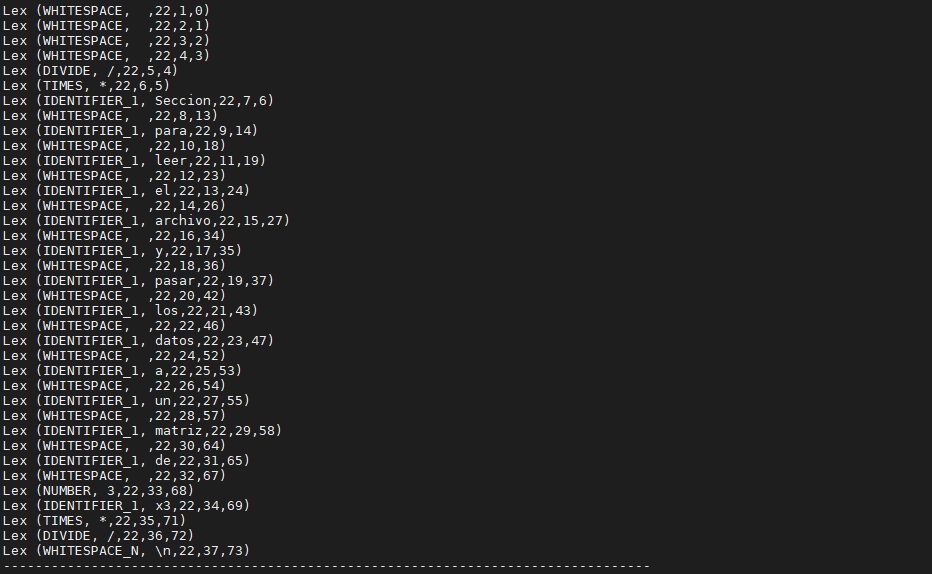 Lex (WHITESPACE,  ,22,1,0)
Lex (WHITESPACE,  ,22,2,1)
Lex (WHITESPACE,  ,22,3,2)
Lex (WHITESPACE,  ,22,4,3)
Lex (DIVIDE, /,22,5,4)
Lex (TIMES, *,22,6,5)
Lex (IDENTIFIER_1, Seccion,22,7,6)
Lex (WHITESPACE,  ,22,8,13)
Lex (IDENTIFIER_1, para,22,9,14)
Lex (WHITESPACE,  ,22,10,18)
Lex (IDENTIFIER_1, leer,22,11,19)
Lex (WHITESPACE,  ,22,12,23)
Lex (IDENTIFIER_1, el,22,13,24)
Lex (WHITESPACE,  ,22,14,26)
Lex (IDENTIFIER_1, archivo,22,15,27)
Lex (WHITESPACE,  ,22,16,34)
Lex (IDENTIFIER_1, y,22,17,35)
Lex (WHITESPACE,  ,22,18,36)
Lex (IDENTIFIER_1, pasar,22,19,37)
Lex (WHITESPACE,  ,22,20,42)
Lex (IDENTIFIER_1, los,22,21,43)
Lex (WHITESPACE,  ,22,22,46)
Lex (IDENTIFIER_1, datos,22,23,47)
Lex (WHITESPACE,  ,22,24,52)
Lex (IDENTIFIER_1, a,22,25,53)
Lex (WHITESPACE,  ,22,26,54)
Lex (IDENTIFIER_1, un,22,27,55)
Lex (WHITESPACE,  ,22,28,57)
Lex (IDENTIFIER_1, matriz,22,29,58)
Lex (WHITESPACE,  ,22,30,64)
Lex (IDENTIFIER_1, de,22,31,65)
Lex (WHITESPACE,  ,22,32,67)
Lex (NUMBER, 3,22,33,68)
Lex (IDENTIFIER_1, x3,22,34,69)
Lex (TIMES, *,22,35,71)
Lex (DIVIDE, /,22,36,72)
Lex (WHITESPACE_N, \n,22,37,73)
---------------------------------------------------------------------------------